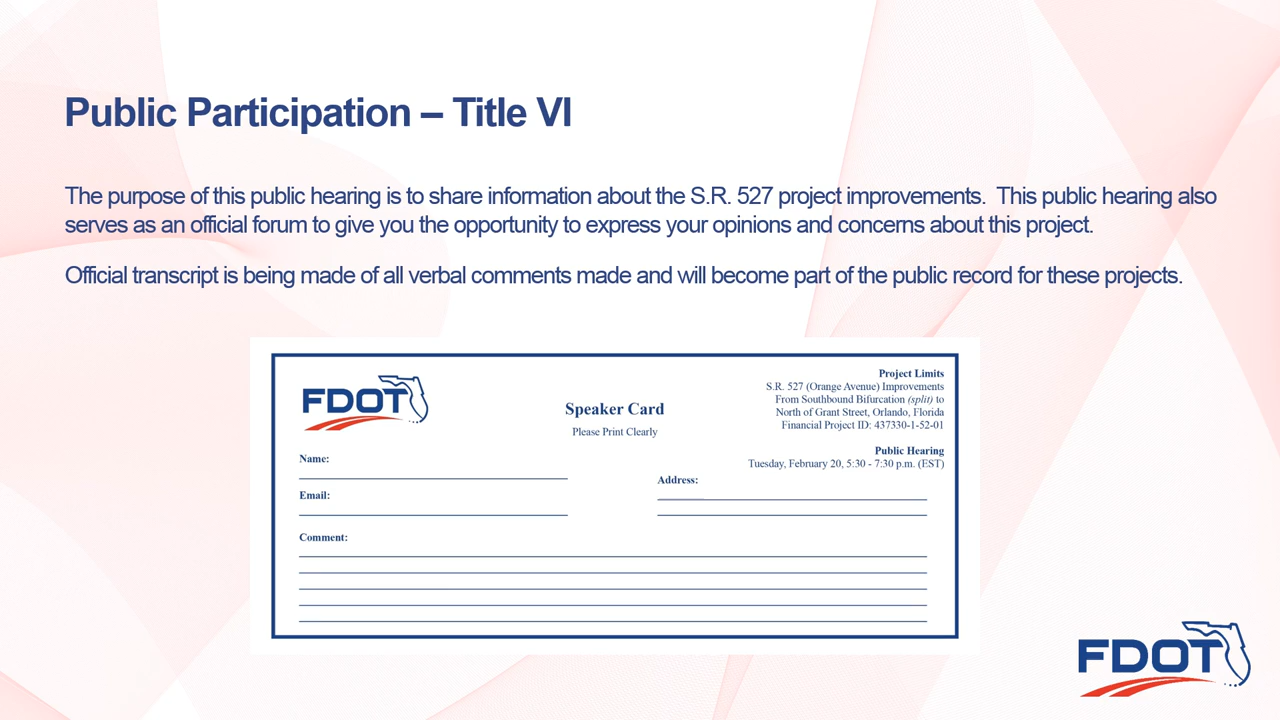 Public Participation – Title VI
The purpose of this public hearing is to share information about the S.R. 527 project improvements.  This public hearing also
serves as an official forum to give you the opportunity to express your opinions and concerns about this project.
Official transcript is being made of all verbal comments made and will become part of the public record for these projects.
FDOT
Speaker Card
Please Print Clearly
Project Limits
S.R. 527 (Orange Avenue) Improvements
From Southbound Bifurcation (split) to
North of Grant Street, Orlando, Florida
Financial Project ID: 437330-1-52-01
Public Hearing
Tuesday, February 20, 5:30 - 7:30 p.m. (EST)
Name:
Address:
Email:
Comment:
FDOT